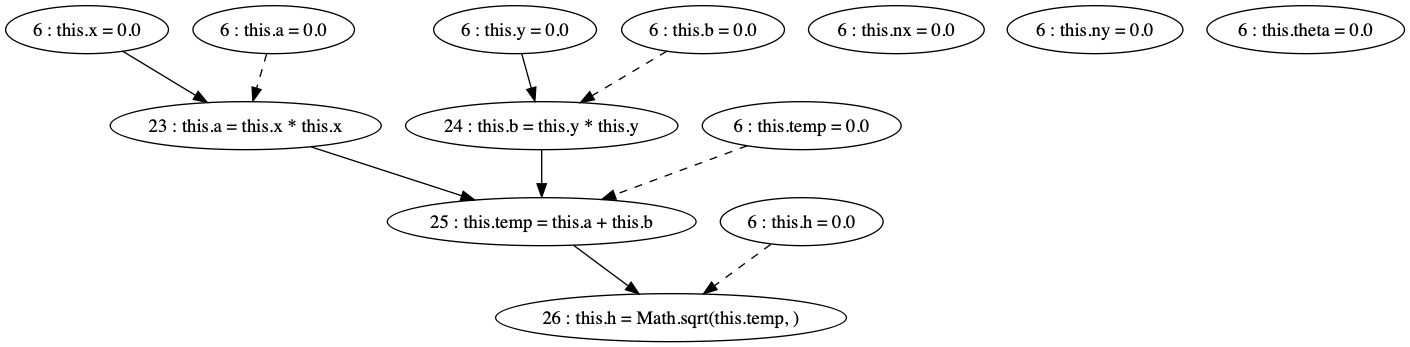 6 : this.x = 0.0
6 : this.a = 0.0
6 : this.y = 0.0
6 : this.b = 0.0
6 : this.nx = 0.0
6 : this.ny = 0.0
6 : this.theta = 0.0
23 : this.a = this.x * this.x
24 : this.b = this.y * this.y
6 : this.temp = 0.0
25 : this.temp = this.a + this.b
6 : this.h = 0.0
26 : this.h = Math.sqrt(this.temp, )